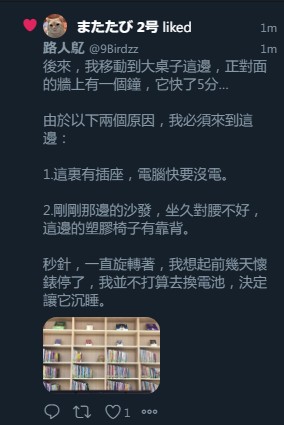 またたび 2号 liked
1m
路人鳦 @9Birdzz
1m
後來，我移動到大桌子這邊，正對面
的牆上有一個鐘，它快了5分...
由於以下兩個原因，我必須來到這
邊：
1.這裏有插座，電腦快要沒電。
2.剛剛那邊的沙發，坐久對腰不好，
這邊的塑膠椅子有靠背。
秒針，一直旋轉著，我想起前幾天懷
錶停了，我並不打算去換電池，決定
讓它沉睡。
1